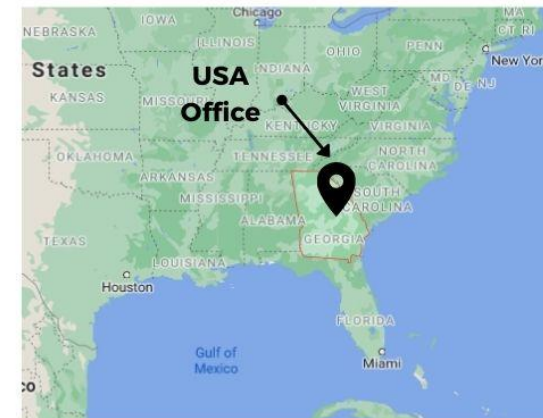 Chicago
IOWA
NEBRASKA
MA
CT RI
ILLINOIS
OHIO
PENN
New Yor
States
USA
Office
INDIANA
MD
DE NJ
KANSAS
MISSOURI
WEST
VIRGINIA
KENTUCKY
VIRGINIA
OKLAHOMA
TENNESSEE
NORTH
CAROLINA
ARKANSAS
SOUTH
CAROLINA
MISSISSIPPI
ALABAMA
GEORGIA
TEXAS
LOUISIANA
Houston
FLORIDA
Gulf of
Mexico
Miami
co